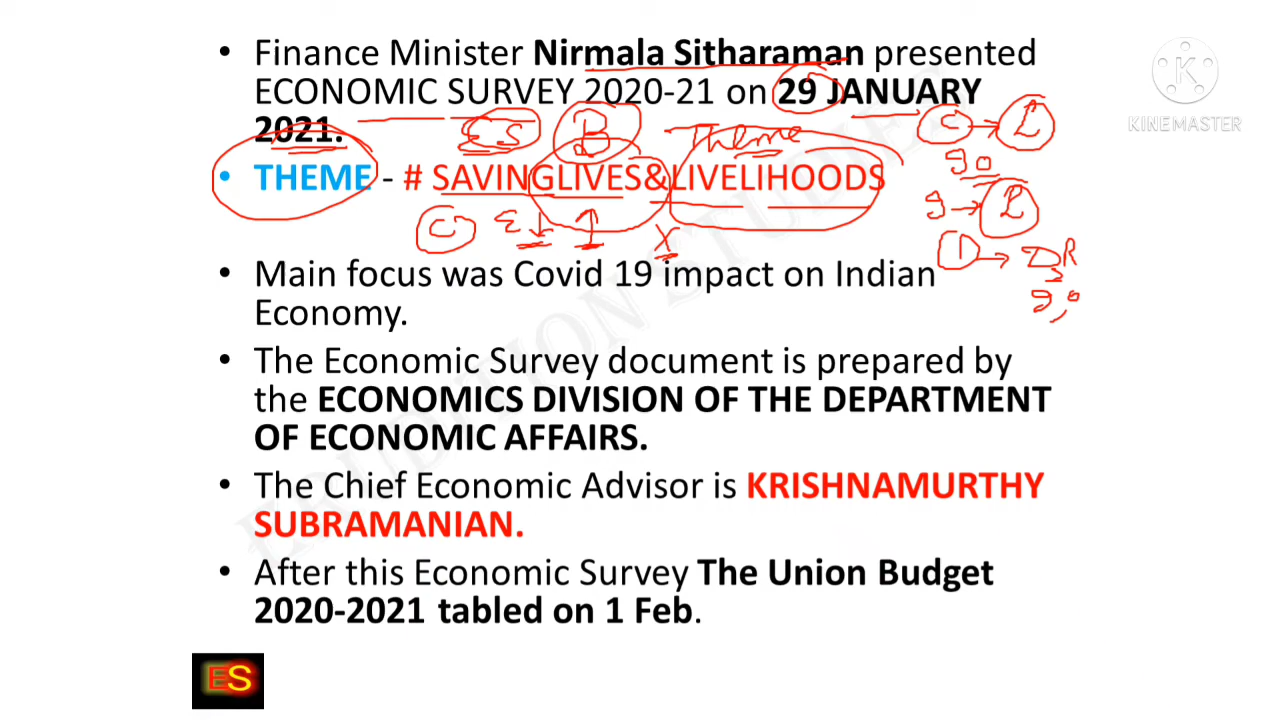 • Finance Minister Nirmala Sitharaman presented
ECONOMIC SURVEY 2020-21 on 29 JANUARY
2021.
ES B Theme C → L
• THEME - # SAVINGLIVES&LIVELIHOODS
• Main focus was Covid 19 impact on Indian
Economy.
• The Economic Survey document is prepared by
the ECONOMICS DIVISION OF THE DEPARTMENT
OF ECONOMIC AFFAIRS.
• The Chief Economic Advisor is KRISHNAMURTHY
SUBRAMANIAN.
• After this Economic Survey The Union Budget
2020-2021 tabled on 1 Feb.
ES
K
KINEMASTER
ERUDITION STUDIES